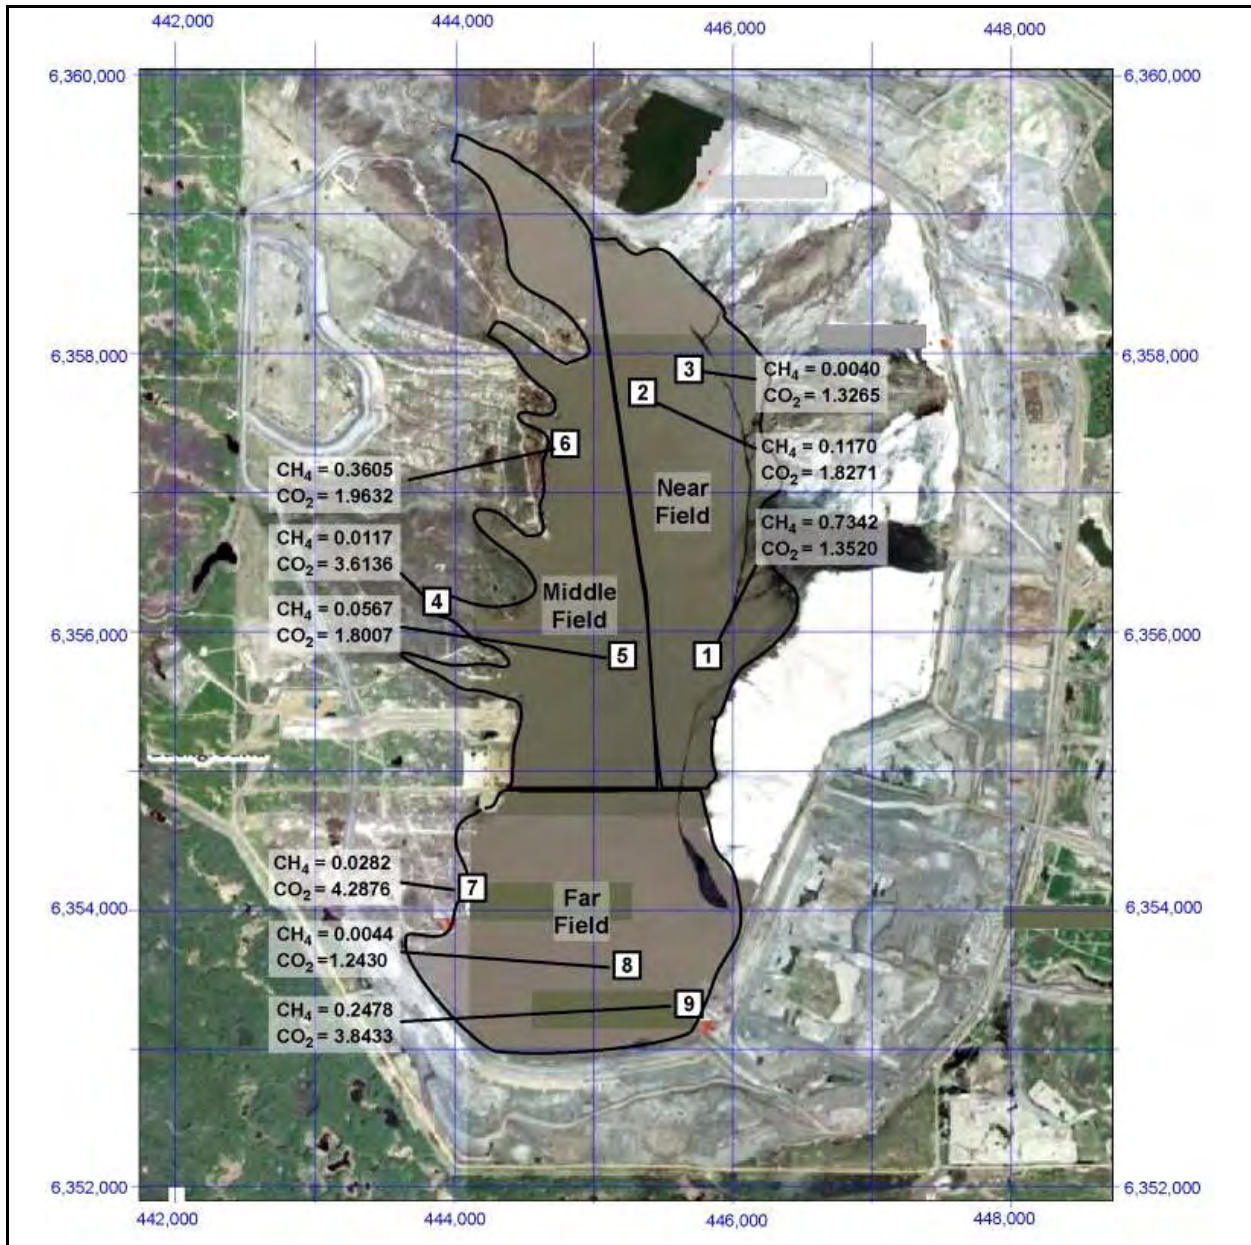 442,000 444,000 446,000 448,000
6,360,000 6,360,000
6,358,000 6,358,000
3 CH₄ = 0.0040
CO₂ = 1.3265
2 CH₄ = 0.1170
CO₂ = 1.8271
6 CH₄ = 0.3605
CO₂ = 1.9632
Near
Field
CH₄ = 0.7342
CO₂ = 1.3520
CH₄ = 0.0117
CO₂ = 3.6136
4
Middle
Field
CH₄ = 0.0567
CO₂ = 1.8007
6,356,000 6,356,000
5 1
CH₄ = 0.0282
CO₂ = 4.2876
7
Far
Field
6,354,000 6,354,000
CH₄ = 0.0044
CO₂ =1.2430
8
CH₄ = 0.2478
CO₂ = 3.8433
9
6,352,000 6,352,000
442,000 444,000 446,000 448,000